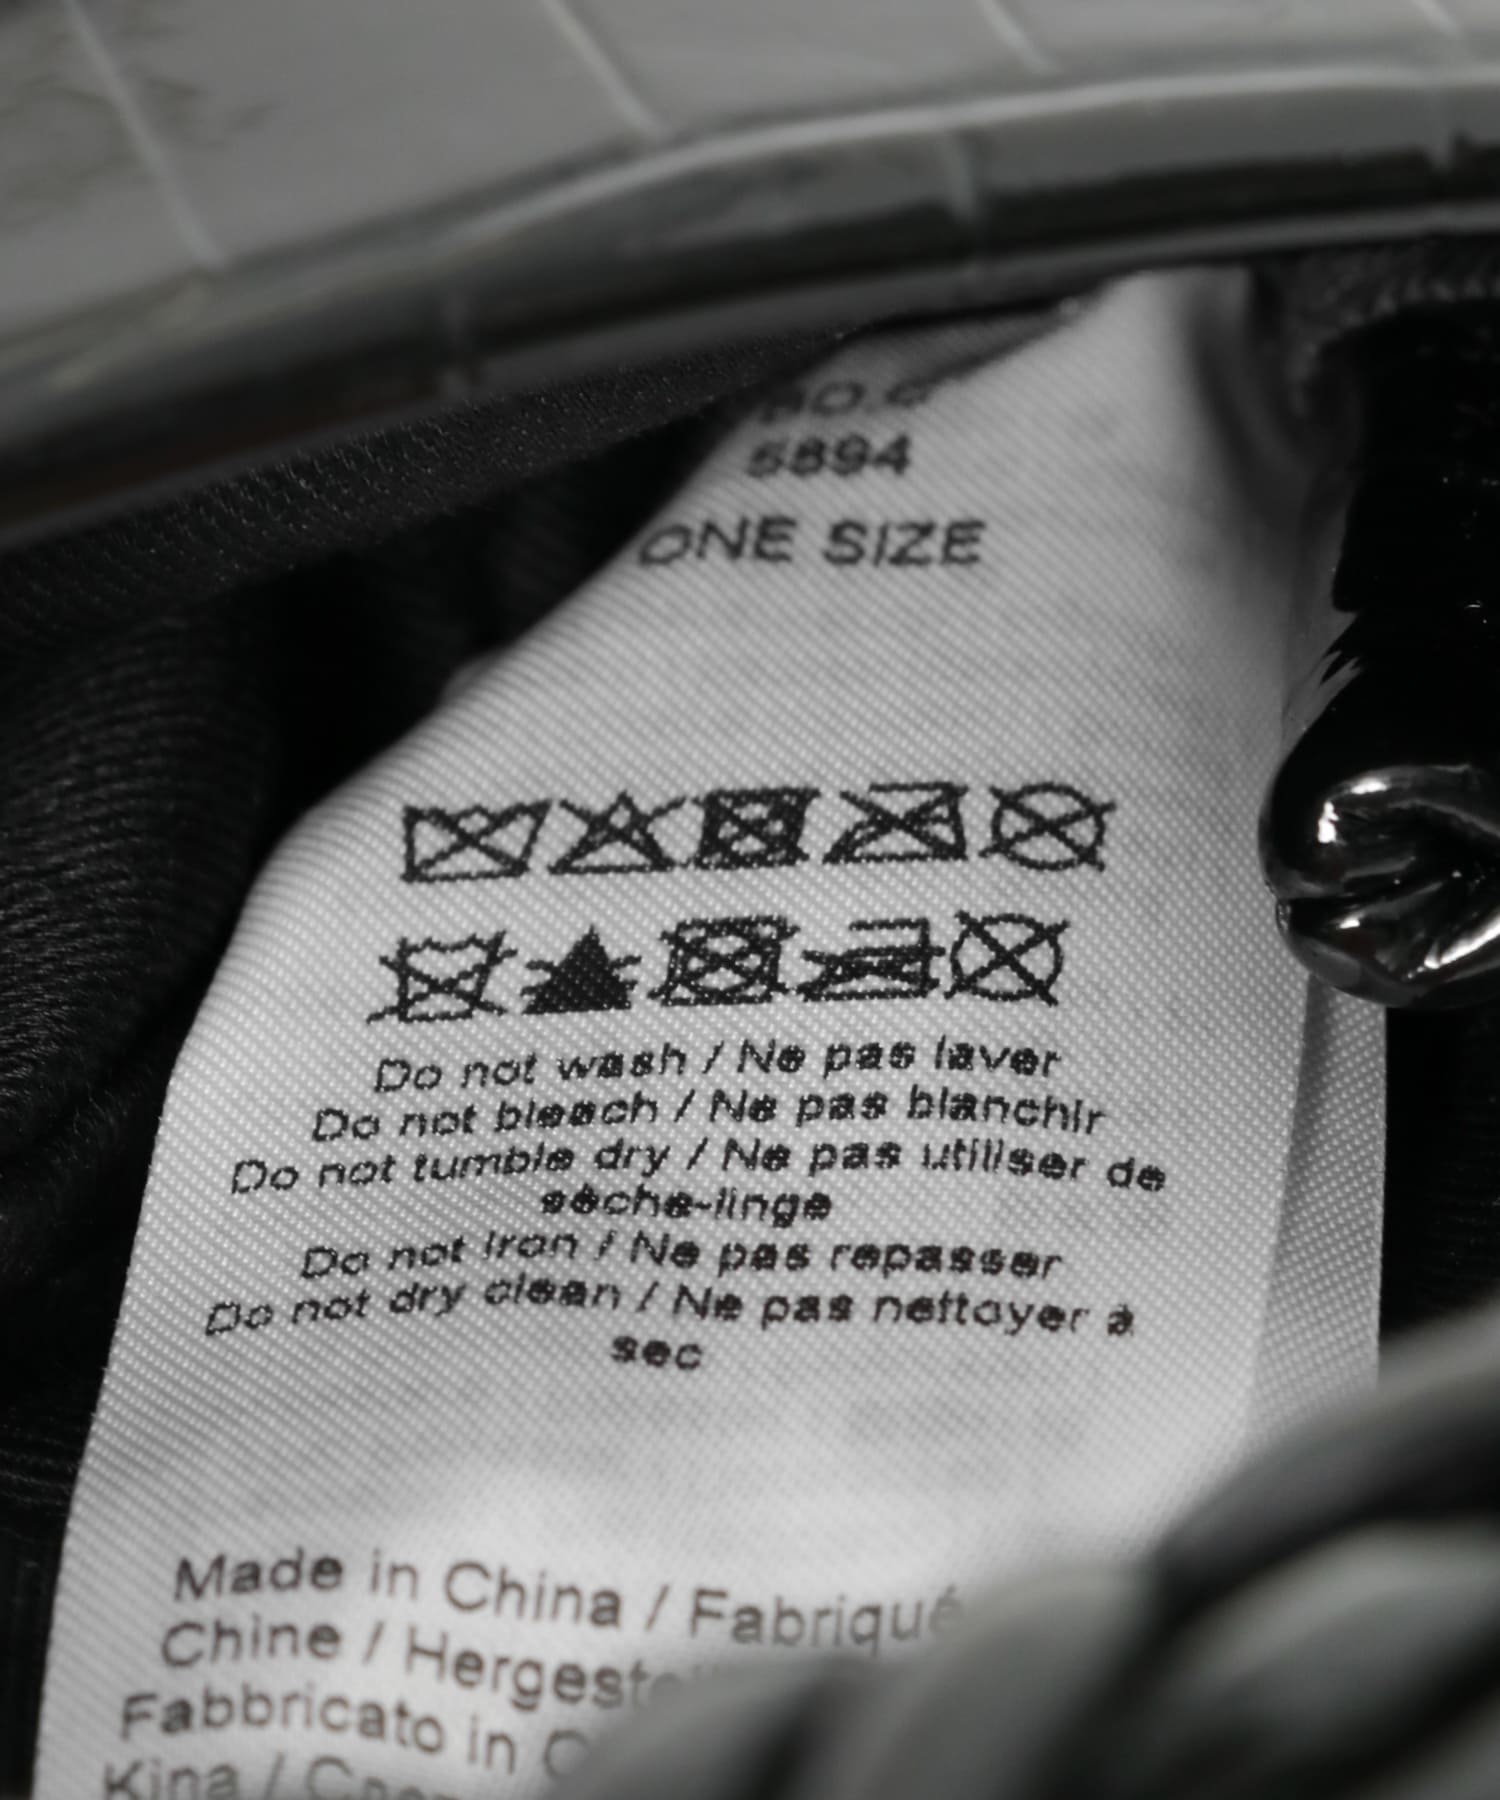 5894
ONE SIZE
Do not wash / Ne pas laver
Do not bleach / Ne pas blanchir
Do not tumble dry / Ne pas utiliser de
sèche-linge
Do not iron / Ne pas repasser
Do not dry clean / Ne pas nettoyer à
sec
Made in China / Fabriqué
Chine /
Fabbricato in
Kina /